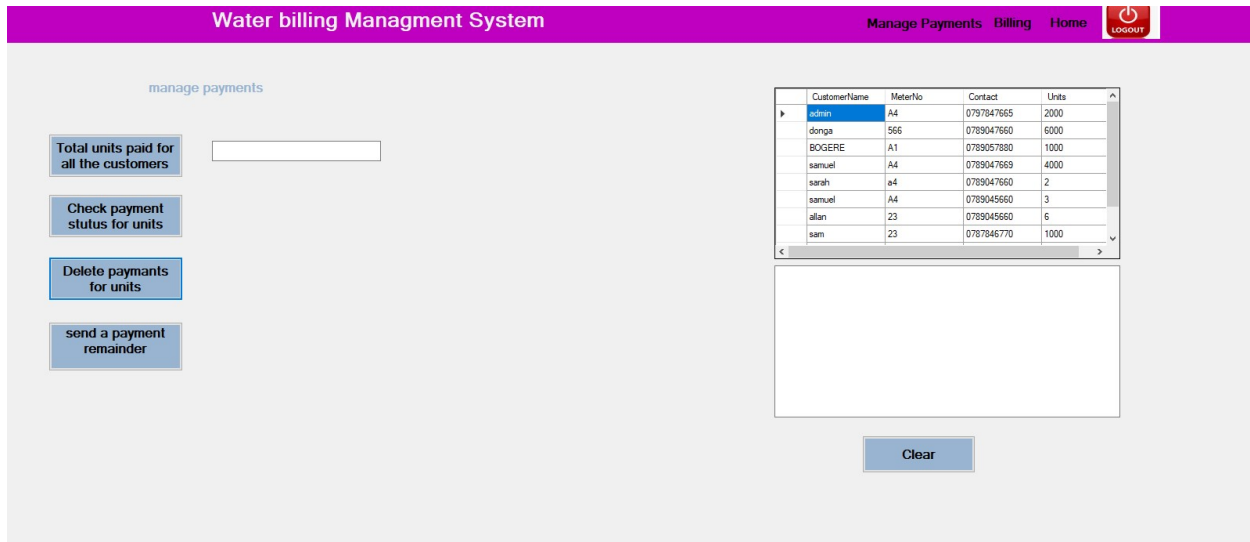 Water billing Managment System
Manage Payments Billing Home
LOGOUT
manage payments
Total units paid for
all the customers
Check payment
stutus for units
Delete paymants
for units
send a payment
remainder
CustomerName MeterNo Contact Units
admin A4 0797847665 2000
donga 566 0789047660 6000
BOGERE A1 0789057880 1000
samuel A4 0789047669 4000
sarah a4 0789047660 2
samuel A4 0789045660 3
allan 23 0789045660 6
sam 23 0787846770 1000
Clear